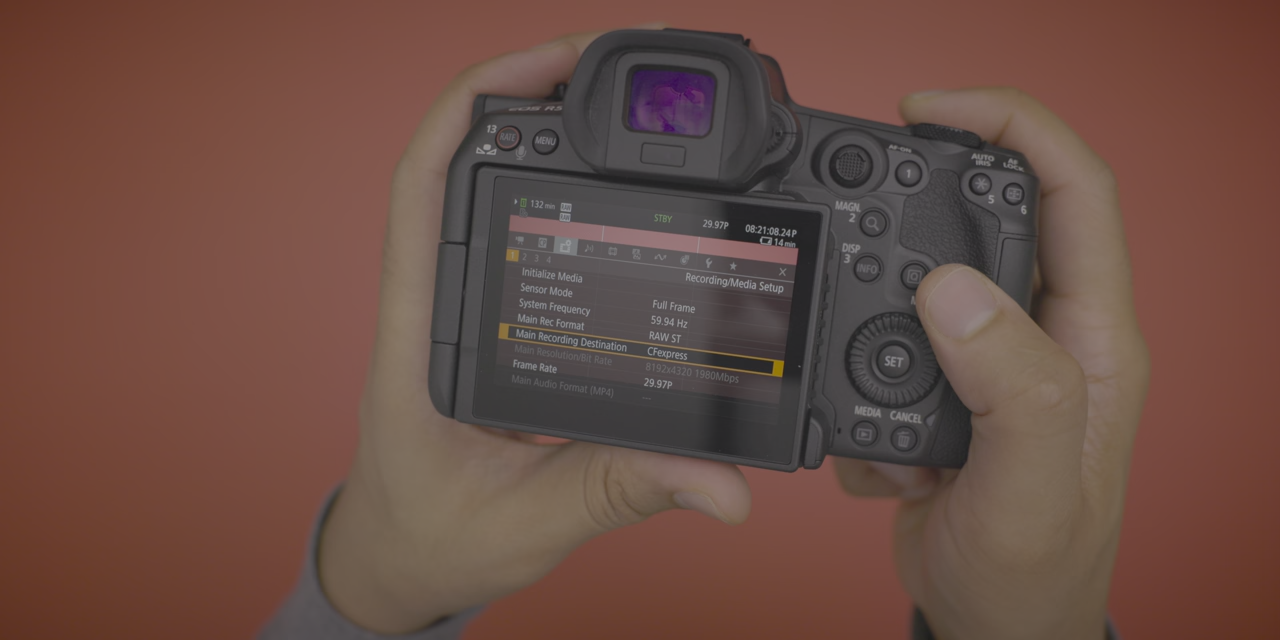 EOS R5
13
RATE
MENU
AF-ON
1
AUTO IRIS
AF LOCK
5
6
MAGN.
2
DISP
3
INFO
SET
MEDIA
CANCEL
132 min
STBY
29.97P
08:21:08.24 P
14 min
1 2 3 4
Recording/Media Setup
Initialize Media
Sensor Mode Full Frame
System Frequency 59.94 Hz
Main Rec Format RAW ST
Main Recording Destination CFexpress
Main Resolution/Bit Rate 8192x4320 1980Mbps
Frame Rate 29.97P
Main Audio Format (MP4) —